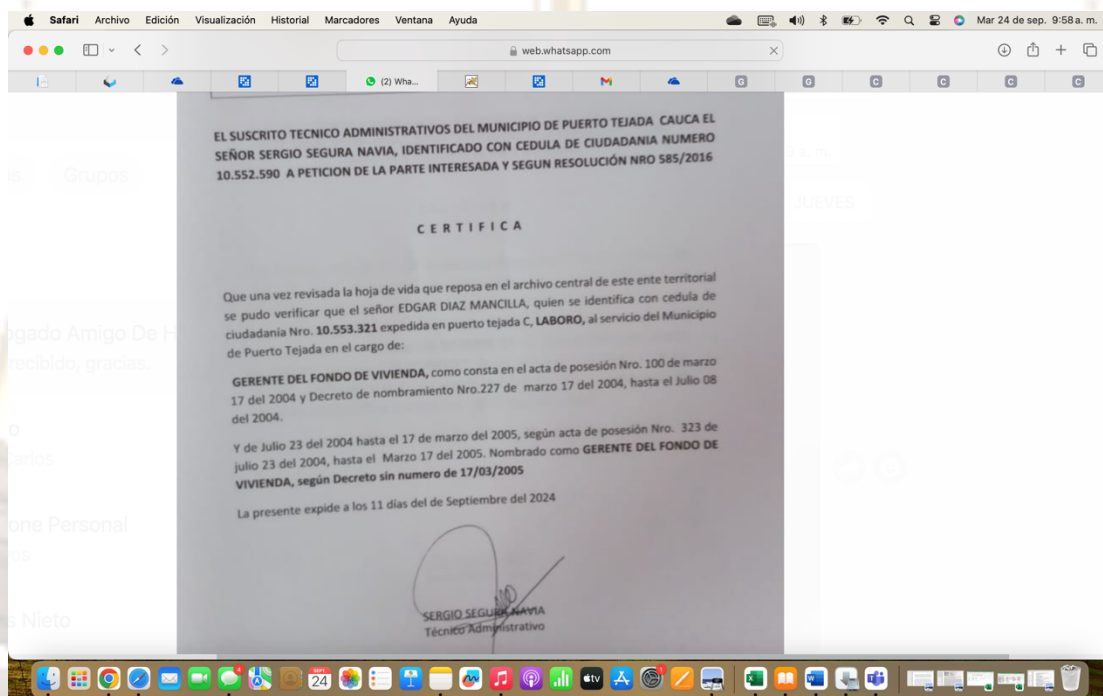 Safari Archivo Edición Visualización Historial Marcadores Ventana Ayuda
Mar 24 de sep. 9:58 a. m.
web.whatsapp.com
(2) Wha...
EL SUSCRITO TECNICO ADMINISTRATIVOS DEL MUNICIPIO DE PUERTO TEJADA CAUCA EL
SEÑOR SERGIO SEGURA NAVIA, IDENTIFICADO CON CEDULA DE CIUDADANIA NUMERO
10.552.590 A PETICION DE LA PARTE INTERESADA Y SEGUN RESOLUCIÓN NRO 585/2016
9 a. m.
Grupos
JUEVES
C E R T I F I C A
Que una vez revisada la hoja de vida que reposa en el archivo central de este ente territorial
se pudo verificar que el señor EDGAR DIAZ MANCILLA, quien se identifica con cedula de
ciudadanía Nro. 10.553.321 expedida en puerto tejada C, LABORO, al servicio del Municipio
de Puerto Tejada en el cargo de:
ogado Amigo De H
recibido, gracias.
GERENTE DEL FONDO DE VIVIENDA, como consta en el acta de posesión Nro. 100 de marzo
17 del 2004 y Decreto de nombramiento Nro.227 de marzo 17 del 2004, hasta el Julio 08
del 2004.
Y de Julio 23 del 2004 hasta el 17 de marzo del 2005, según acta de posesión Nro. 323 de
julio 23 del 2004, hasta el Marzo 17 del 2005. Nombrado como GERENTE DEL FONDO DE
VIVIENDA, según Decreto sin numero de 17/03/2005
La presente expide a los 11 días del de Septiembre del 2024
one Personal
s Nieto
SERGIO SEGURA NAVIA
Técnico Administrativo
SEPT
24
tv